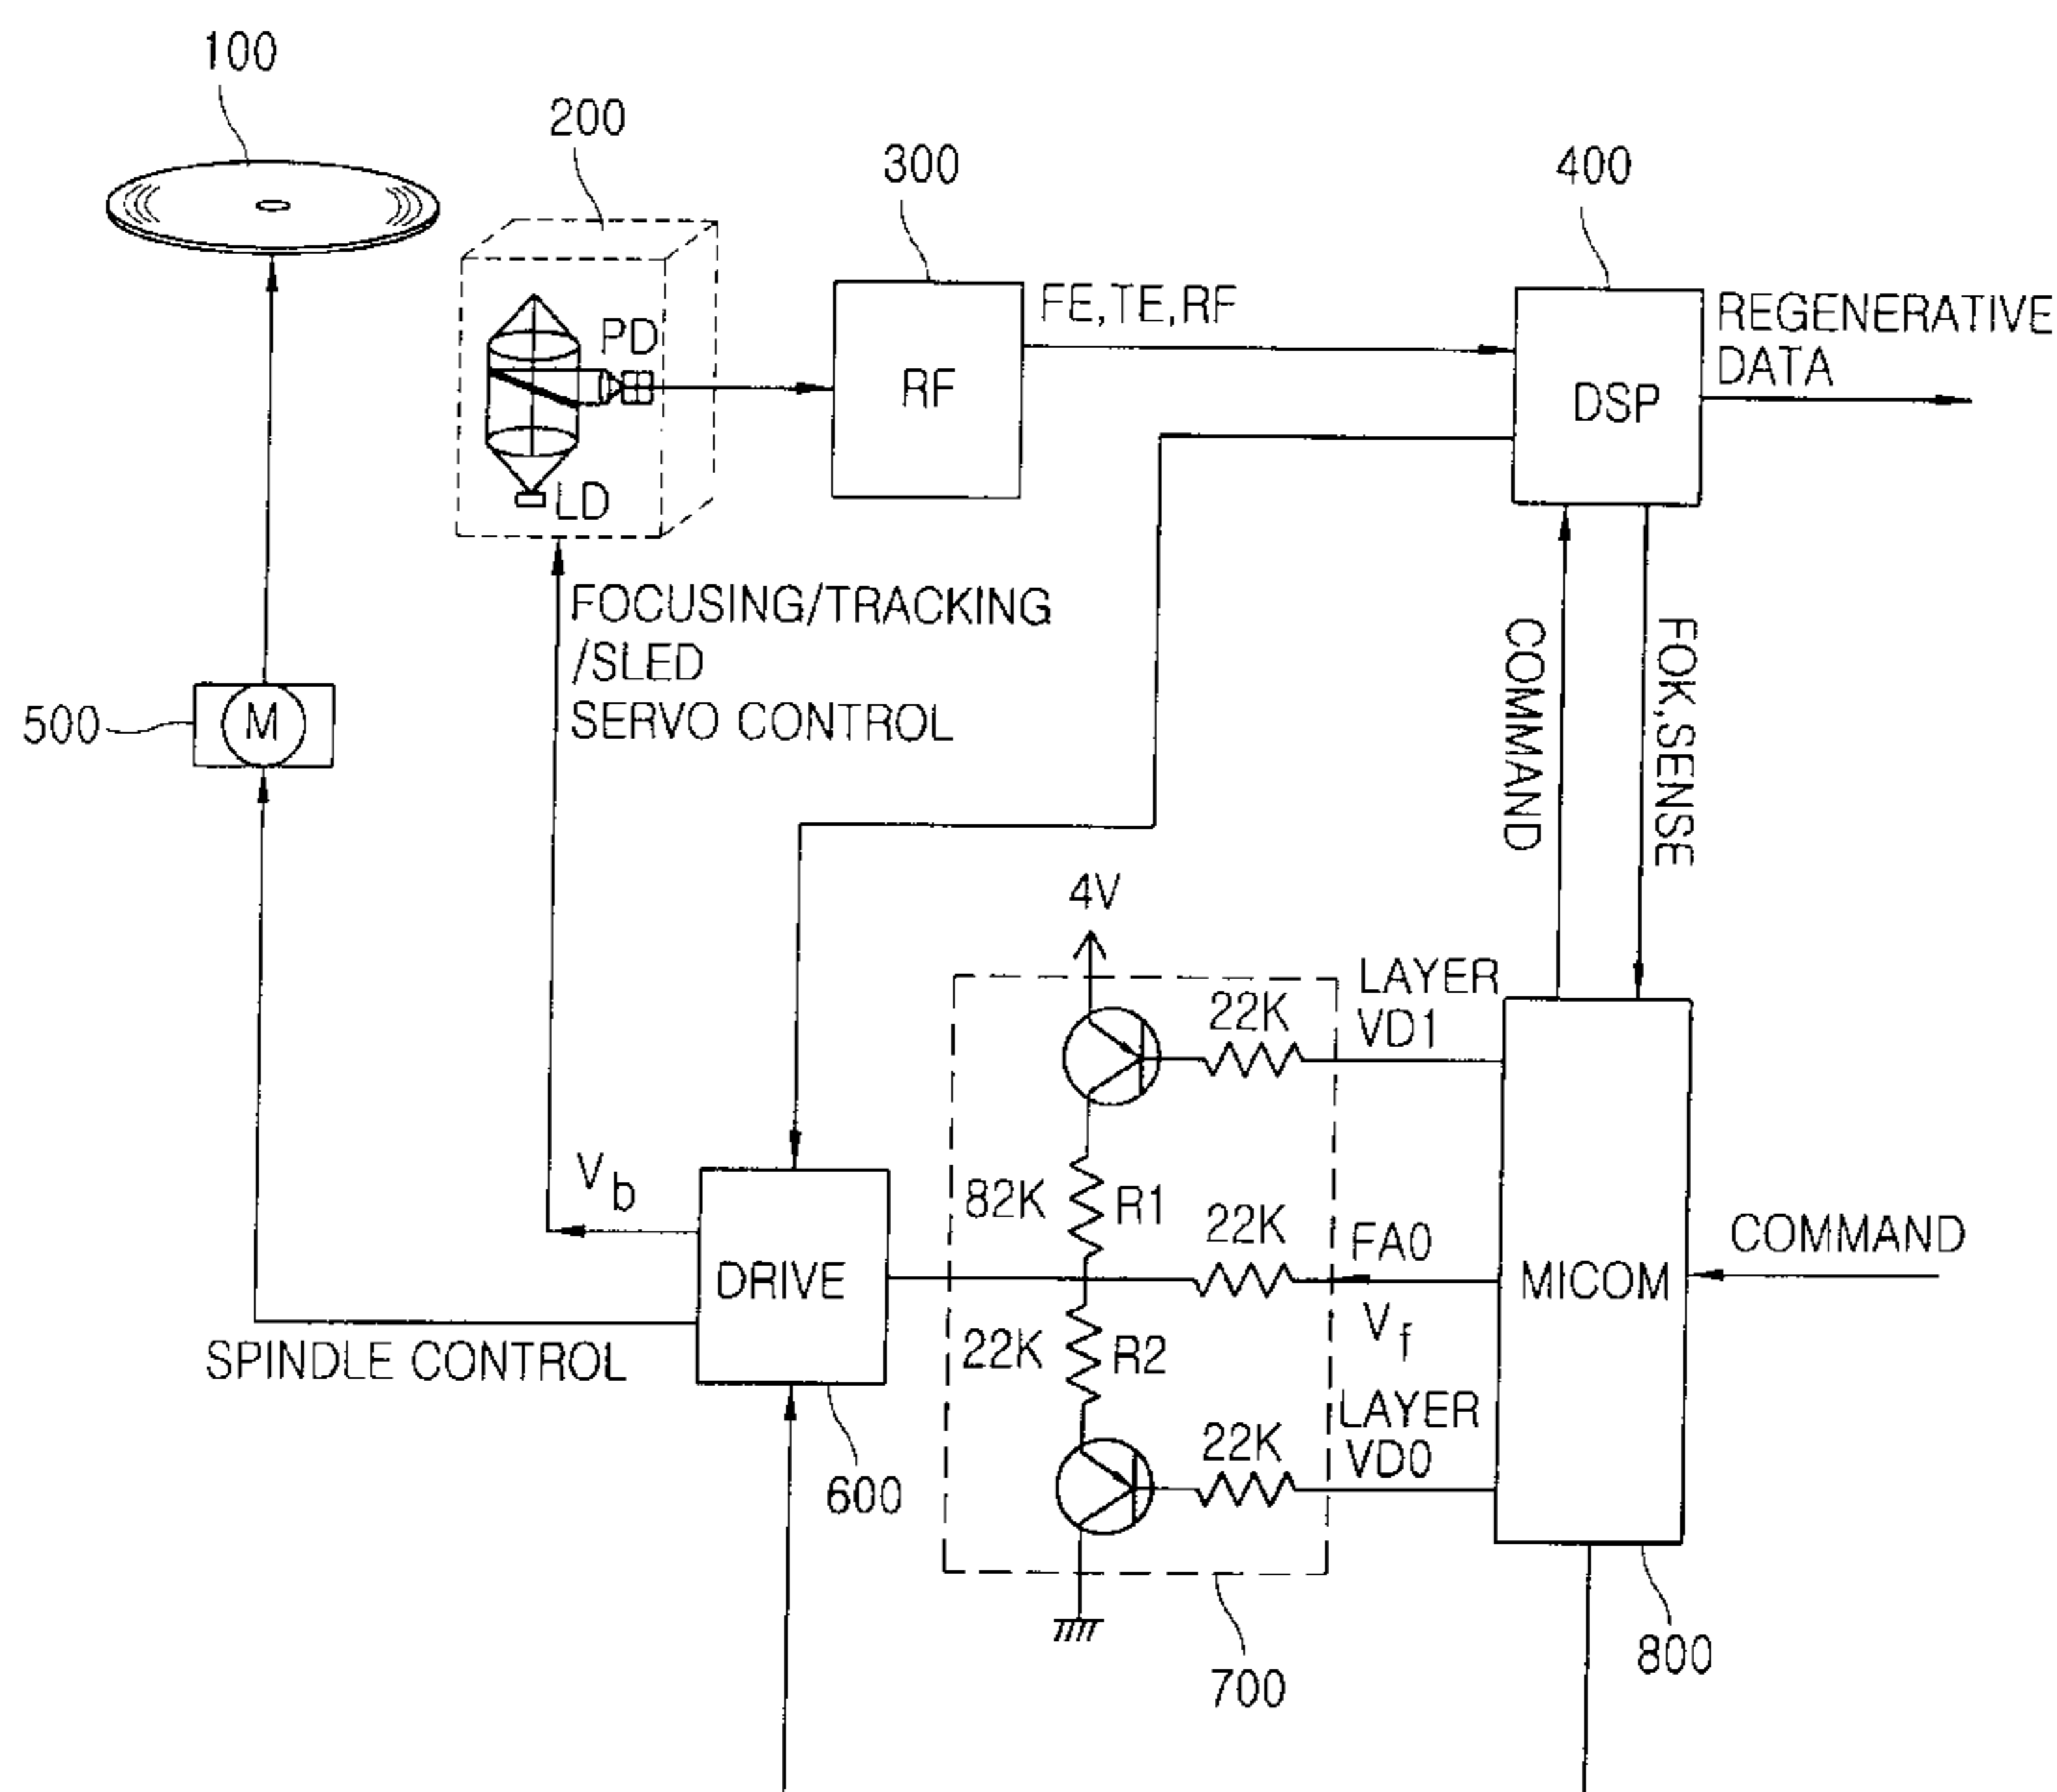 100
200
300
400
FE,TE,RF
REGENERATIVE
DATA
PD
RF
DSP
LD
FOCUSING/TRACKING
/SLED
SERVO CONTROL
COMMAND
FOK,SENSE
500
M
4V
LAYER
VD1
22K
Vb
82K
R1
22K
FA0
COMMAND
DRIVE
MICOM
Vf
SPINDLE CONTROL
22K
R2
LAYER
VD0
22K
600
700
800